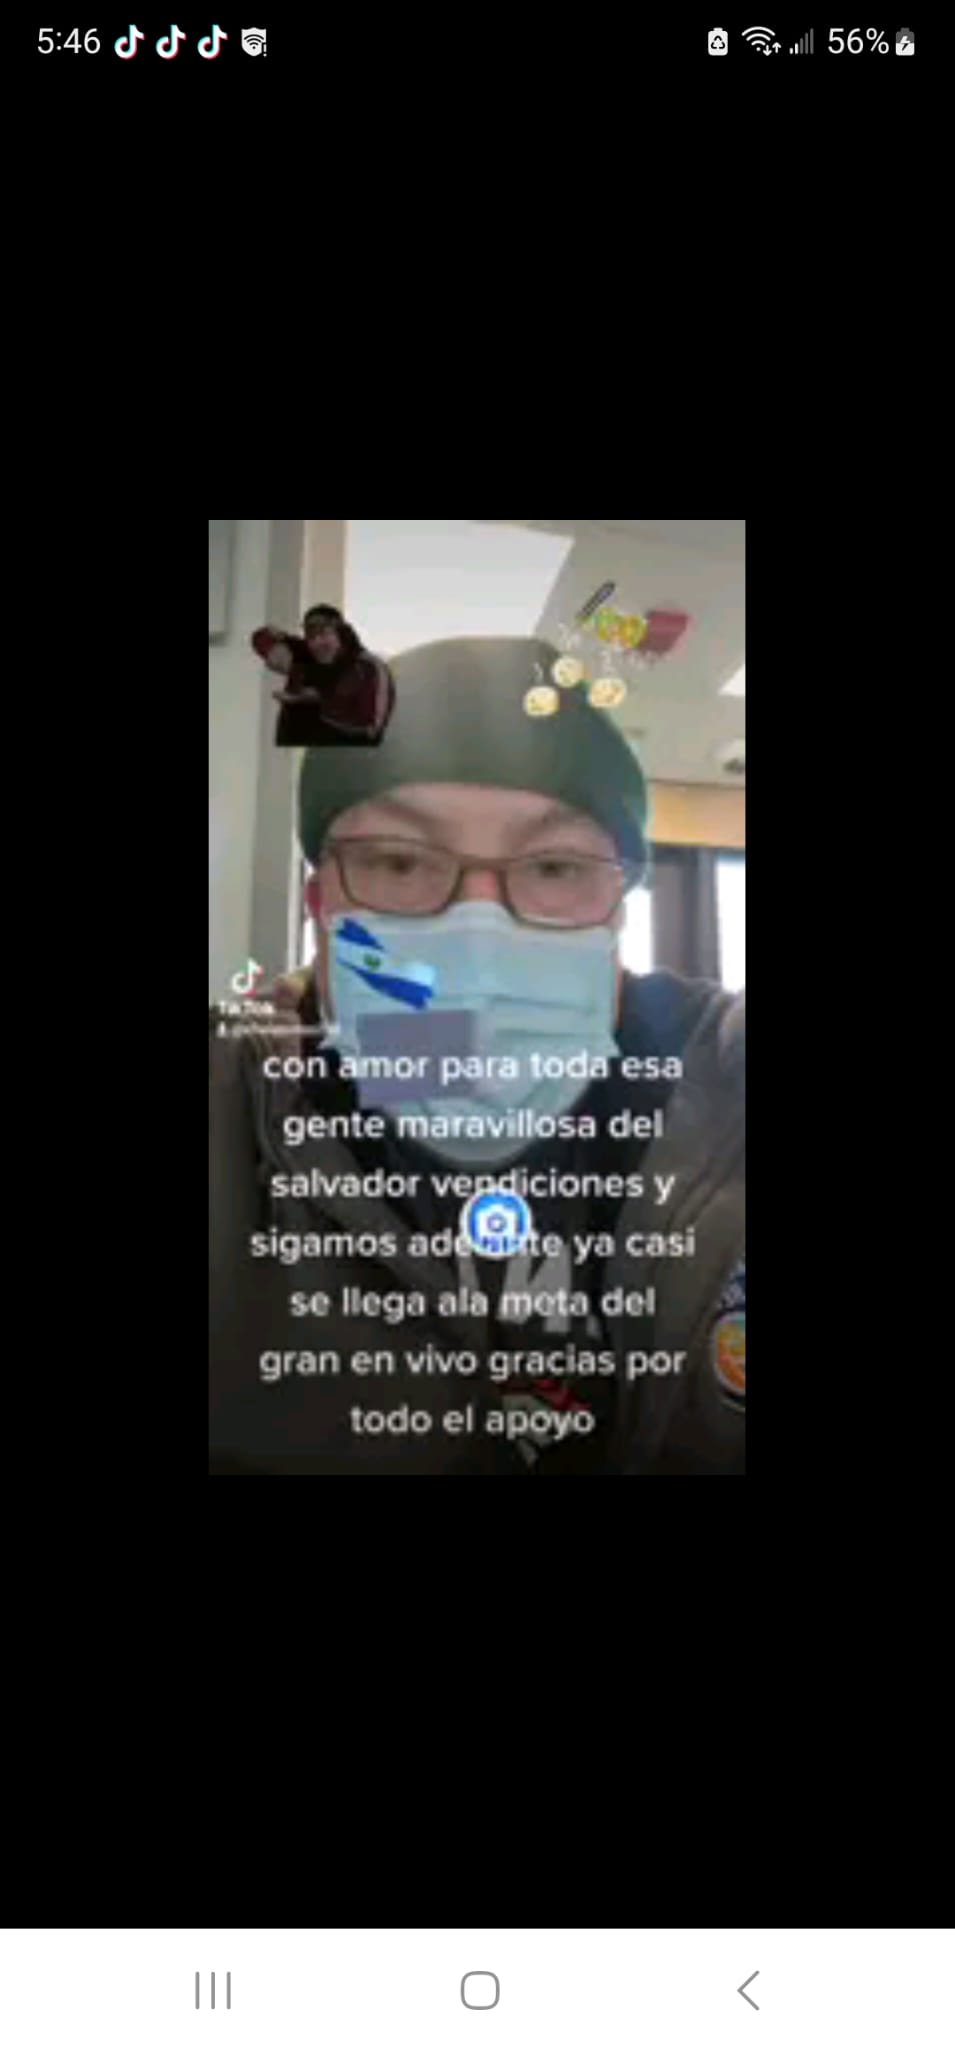 5:46
56%
TikTok
con amor para toda esa
gente maravillosa del
salvador vendiciones y
sigamos ya casi
se llega ala meta del
gran en vivo gracias por
todo el apoyo